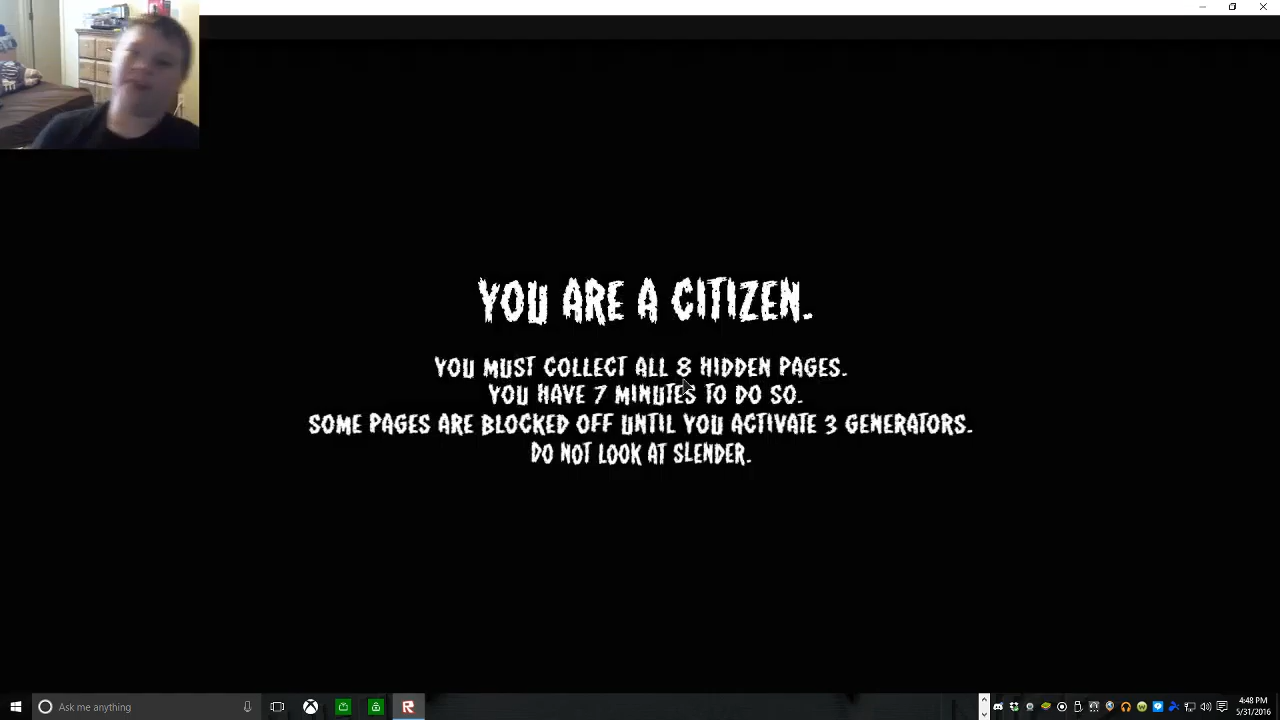 YOU ARE A CITIZEN.
YOU MUST COLLECT ALL 8 HIDDEN PAGES.
YOU HAVE 7 MINUTES TO DO SO.
SOME PAGES ARE BLOCKED OFF UNTIL YOU ACTIVATE 3 GENERATORS.
DO NOT LOOK AT SLENDER.
Ask me anything
4:48 PM
5/31/2016